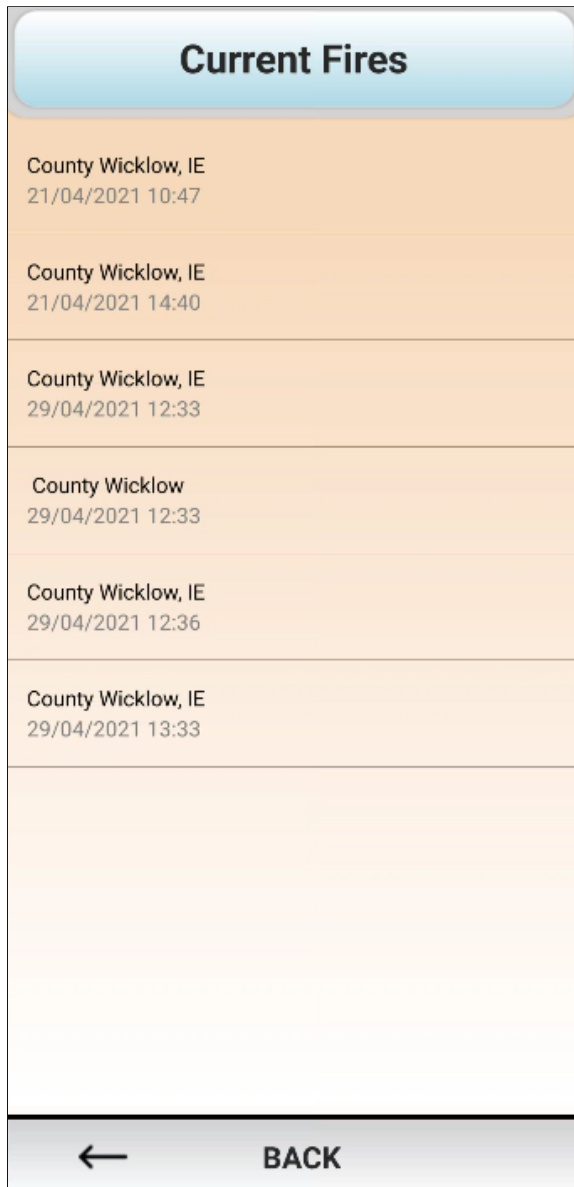 Current Fires
County Wicklow, IE
21/04/2021 10:47
County Wicklow, IE
21/04/2021 14:40
County Wicklow, IE
29/04/2021 12:33
County Wicklow
29/04/2021 12:33
County Wicklow, IE
29/04/2021 12:36
County Wicklow, IE
29/04/2021 13:33
BACK